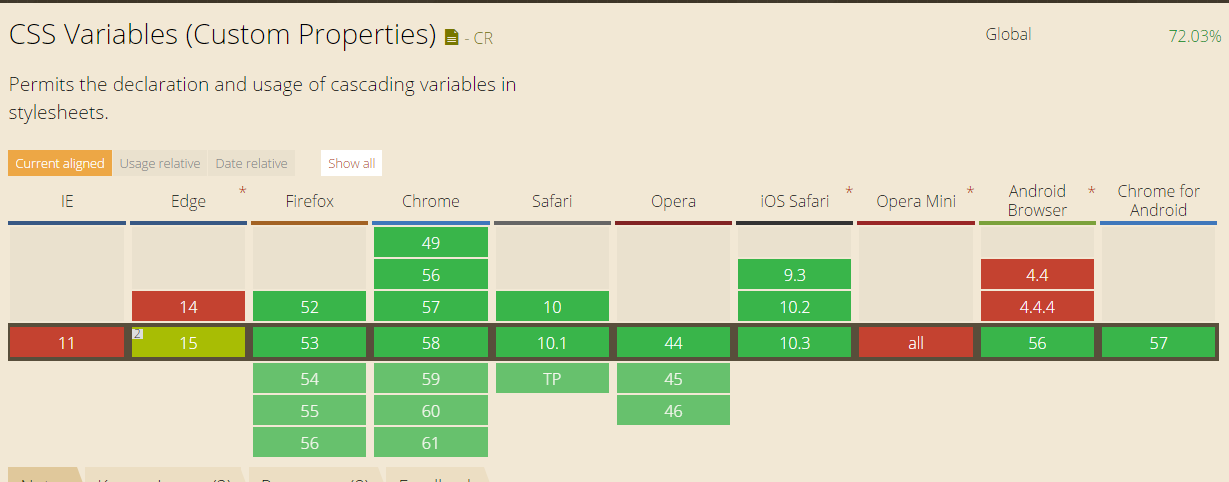 CSS Variables (Custom Properties) - CR
Global 72.03%
Permits the declaration and usage of cascading variables in
stylesheets.
Current aligned Usage relative Date relative Show all
IE Edge * Firefox Chrome Safari Opera iOS Safari * Opera Mini * Android Browser * Chrome for Android
49
56 9.3 4.4
14 52 57 10 10.2 4.4.4
11 2 15 53 58 10.1 44 10.3 all 56 57
54 59 TP 45
55 60 46
56 61